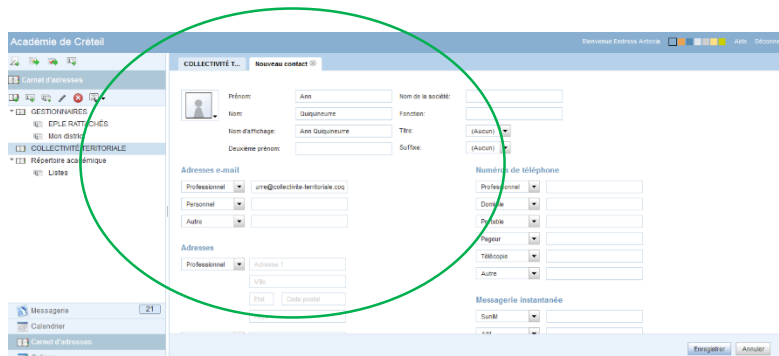 Académie de Créteil
Bienvenue Endress Antonia
Aide
Carnet d'adresses
GESTIONNAIRES
EPLE RATTACHÉS
Mon district
COLLECTIVITÉ TERITORIALE
Répertoire académique
Listes
Messagerie 21
Calendrier
Carnet d'adresses
COLLECTIVITÉ T... Nouveau contact
Prénom: Ann
Nom: Quiquineurre
Nom d'affichage: Ann Quiquineurre
Deuxième prénom:
Nom de la société:
Fonction:
Titre: (Aucun)
Suffixe: (Aucun)
Adresses e-mail
Professionnel urre@collectivite-territoriale.coq
Personnel
Autre
Adresses
Professionnel Adresse 1
Ville
Etat Code postal
Numéros de téléphone
Professionnel
Domicile
Portable
Pageur
Télécopie
Autre
Messagerie instantanée
SunIM
AIM
Enregistrer Annuler